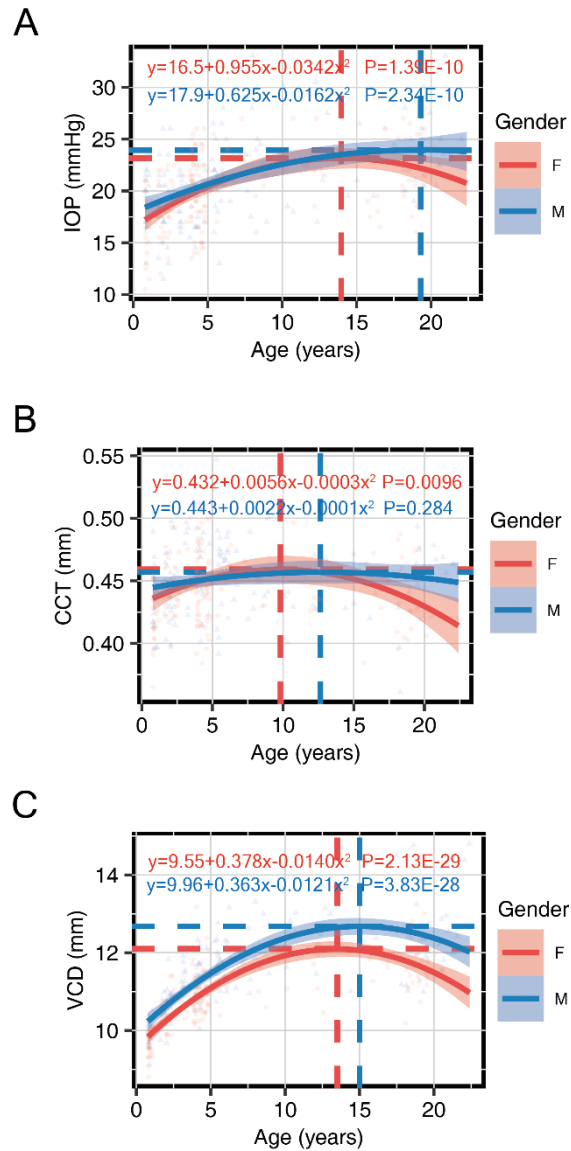 A
y=16.5+0.955x-0.0342x² P=1.39E-10
y=17.9+0.625x-0.0162x² P=2.34E-10
30
25
20
15
10
IOP (mmHg)
0 5 10 15 20
Age (years)
Gender
F
M
B
0.55
y=0.432+0.0056x-0.0003x² P=0.0096
y=0.443+0.0022x-0.0001x² P=0.284
0.50
0.45
0.40
CCT (mm)
0 5 10 15 20
Age (years)
Gender
F
M
C
y=9.55+0.378x-0.0140x² P=2.13E-29
y=9.96+0.363x-0.0121x² P=3.83E-28
14
12
10
VCD (mm)
0 5 10 15 20
Age (years)
Gender
F
M